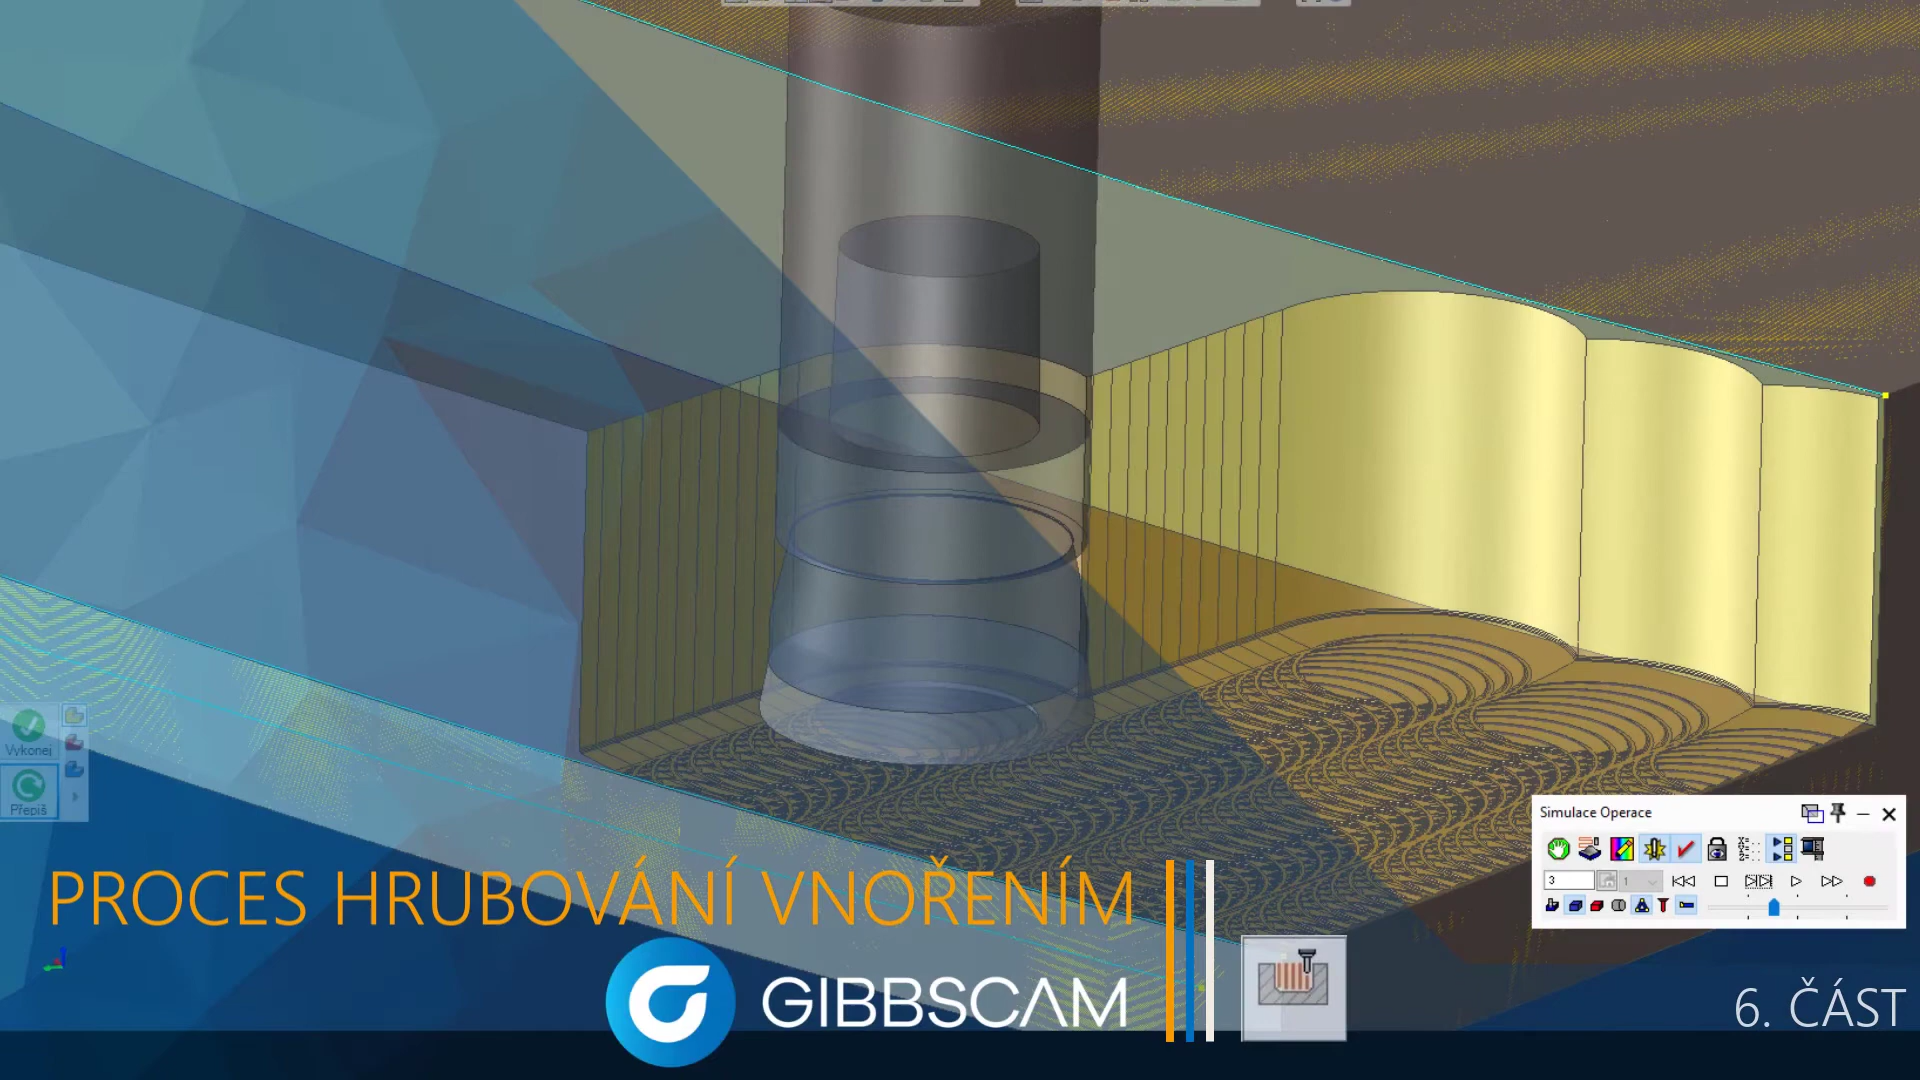 Vykonej
Přepiš
PROCES HRUBOVÁNÍ VNOŘENÍM
GIBBSCAM
Simulace Operace
3
1
6. ČÁST